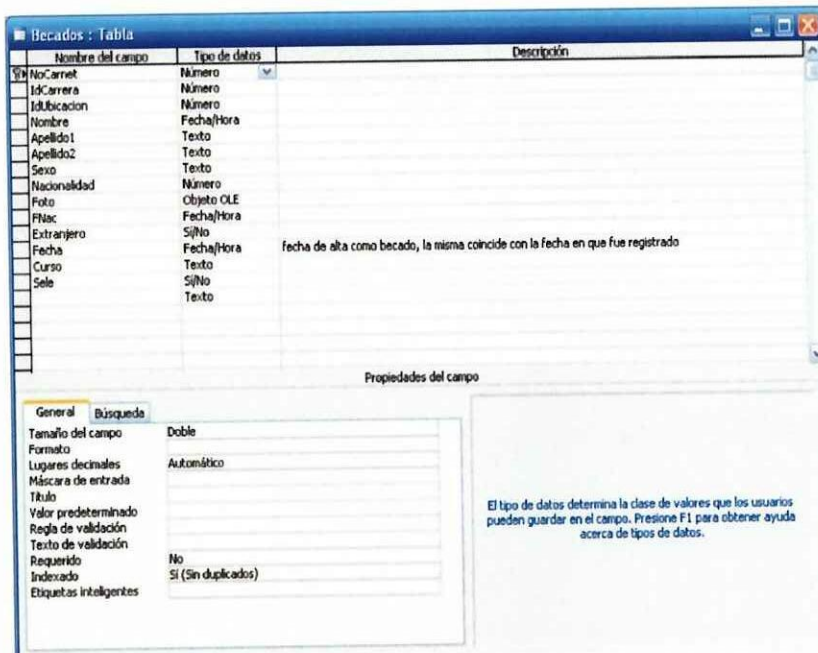 Becados : Tabla
Nombre del campo Tipo de datos Descripción
NoCarnet Número
IdCarrera Número
IdUbicacion Número
Nombre Fecha/Hora
Apellido1 Texto
Apellido2 Texto
Sexo Texto
Nacionalidad Número
Foto Objeto OLE
FNac Fecha/Hora
Extranjero Sí/No
Fecha Fecha/Hora fecha de alta como becado, la misma coincide con la fecha en que fue registrado
Curso Texto
Sele Sí/No
Texto
Propiedades del campo
General Búsqueda
Tamaño del campo Doble
Formato
Lugares decimales Automático
Máscara de entrada
Título
Valor predeterminado
Regla de validación
Texto de validación
Requerido No
Indexado Sí (Sin duplicados)
Etiquetas inteligentes
El tipo de datos determina la clase de valores que los usuarios
pueden guardar en el campo. Presione F1 para obtener ayuda
acerca de tipos de datos.